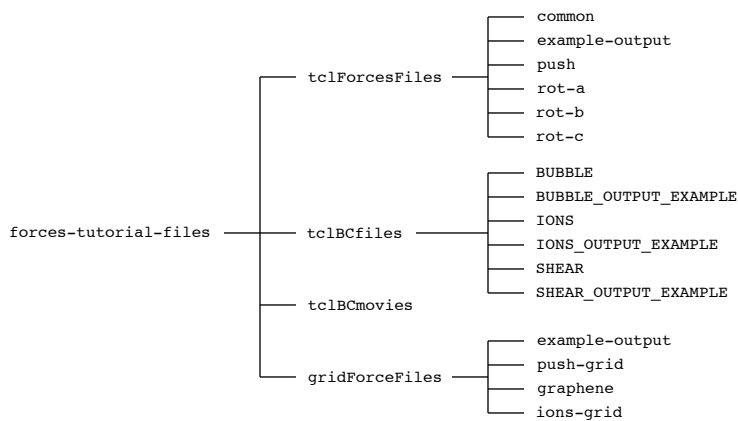 forces-tutorial-files
tclForcesFiles
common
example-output
push
rot-a
rot-b
rot-c
tclBCfiles
BUBBLE
BUBBLE_OUTPUT_EXAMPLE
IONS
IONS_OUTPUT_EXAMPLE
SHEAR
SHEAR_OUTPUT_EXAMPLE
tclBCmovies
gridForceFiles
example-output
push-grid
graphene
ions-grid